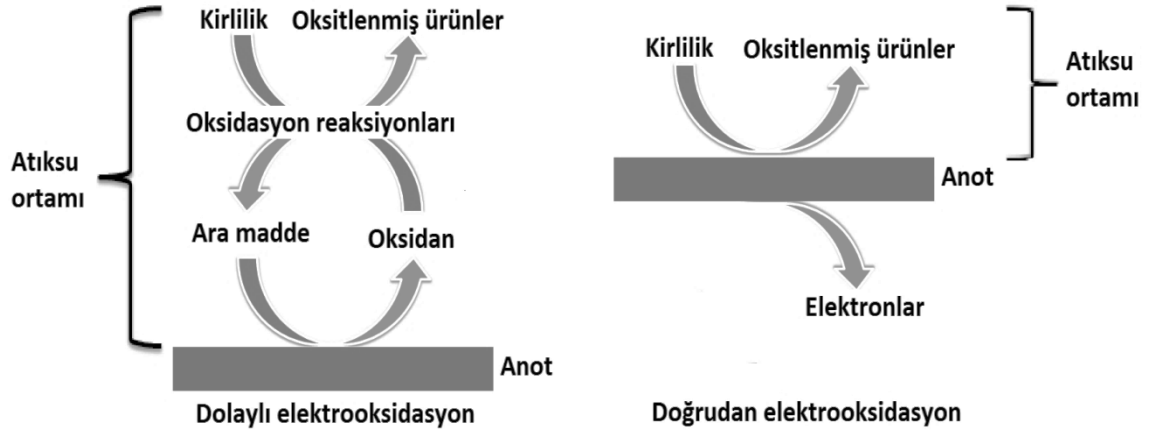 Kirlilik Oksitlenmiş ürünler
Oksidasyon reaksiyonları
Atıksu
ortamı
Ara madde
Oksidan
Anot
Dolaylı elektrooksidasyon
Kirlilik Oksitlenmiş ürünler
Atıksu
ortamı
Anot
Elektronlar
Doğrudan elektrooksidasyon